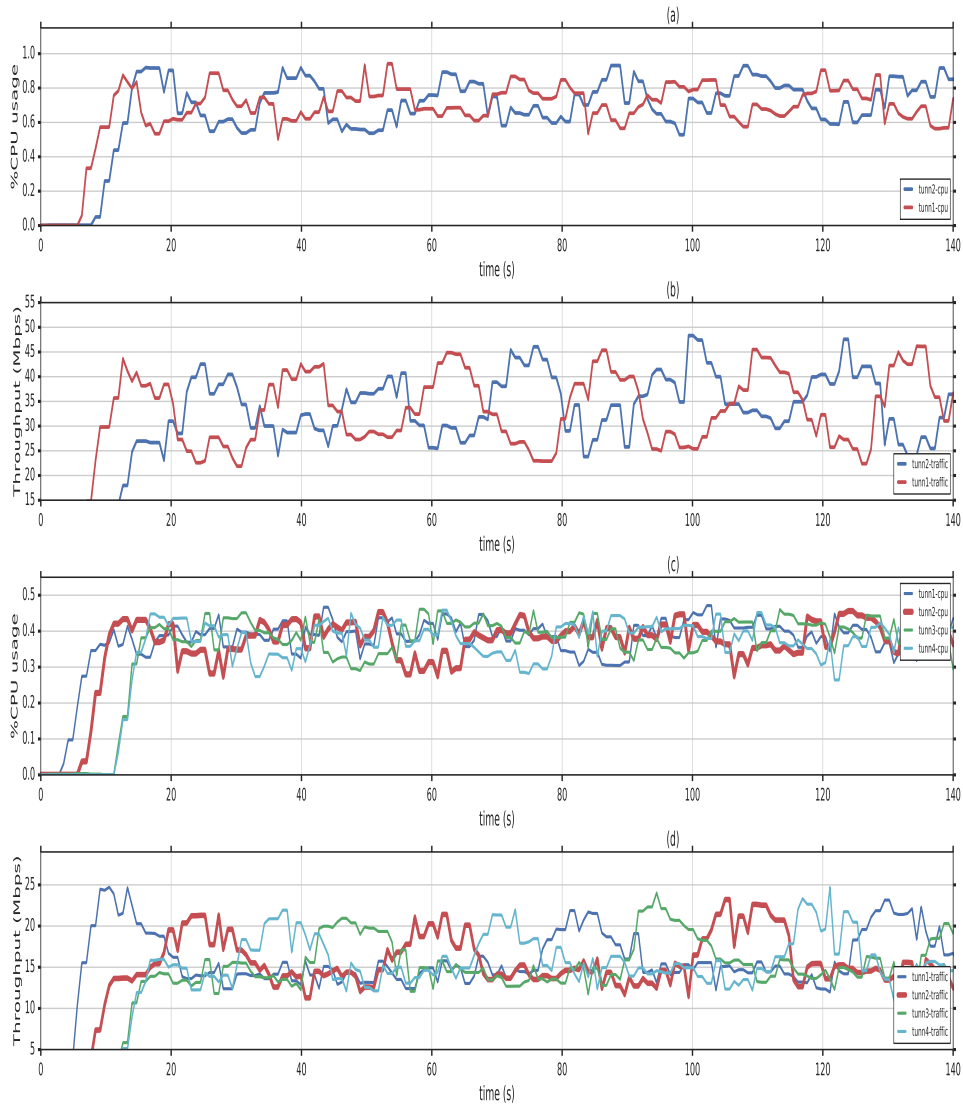 (a)
%CPU usage
1.0
0.8
0.6
0.4
0.2
0.0
tunn2-cpu
tunn1-cpu
0 20 40 60 80 100 120 140
time (s)
(b)
Throughput (Mbps)
55
50
45
40
35
30
25
20
15
tunn2-traffic
tunn1-traffic
0 20 40 60 80 100 120 140
time (s)
(c)
%CPU usage
0.5
0.4
0.3
0.2
0.1
0.0
tunn1-cpu
tunn2-cpu
tunn3-cpu
tunn4-cpu
0 20 40 60 80 100 120 140
time (s)
(d)
Throughput (Mbps)
25
20
15
10
5
tunn1-traffic
tunn2-traffic
tunn3-traffic
tunn4-traffic
0 20 40 60 80 100 120 140
time (s)